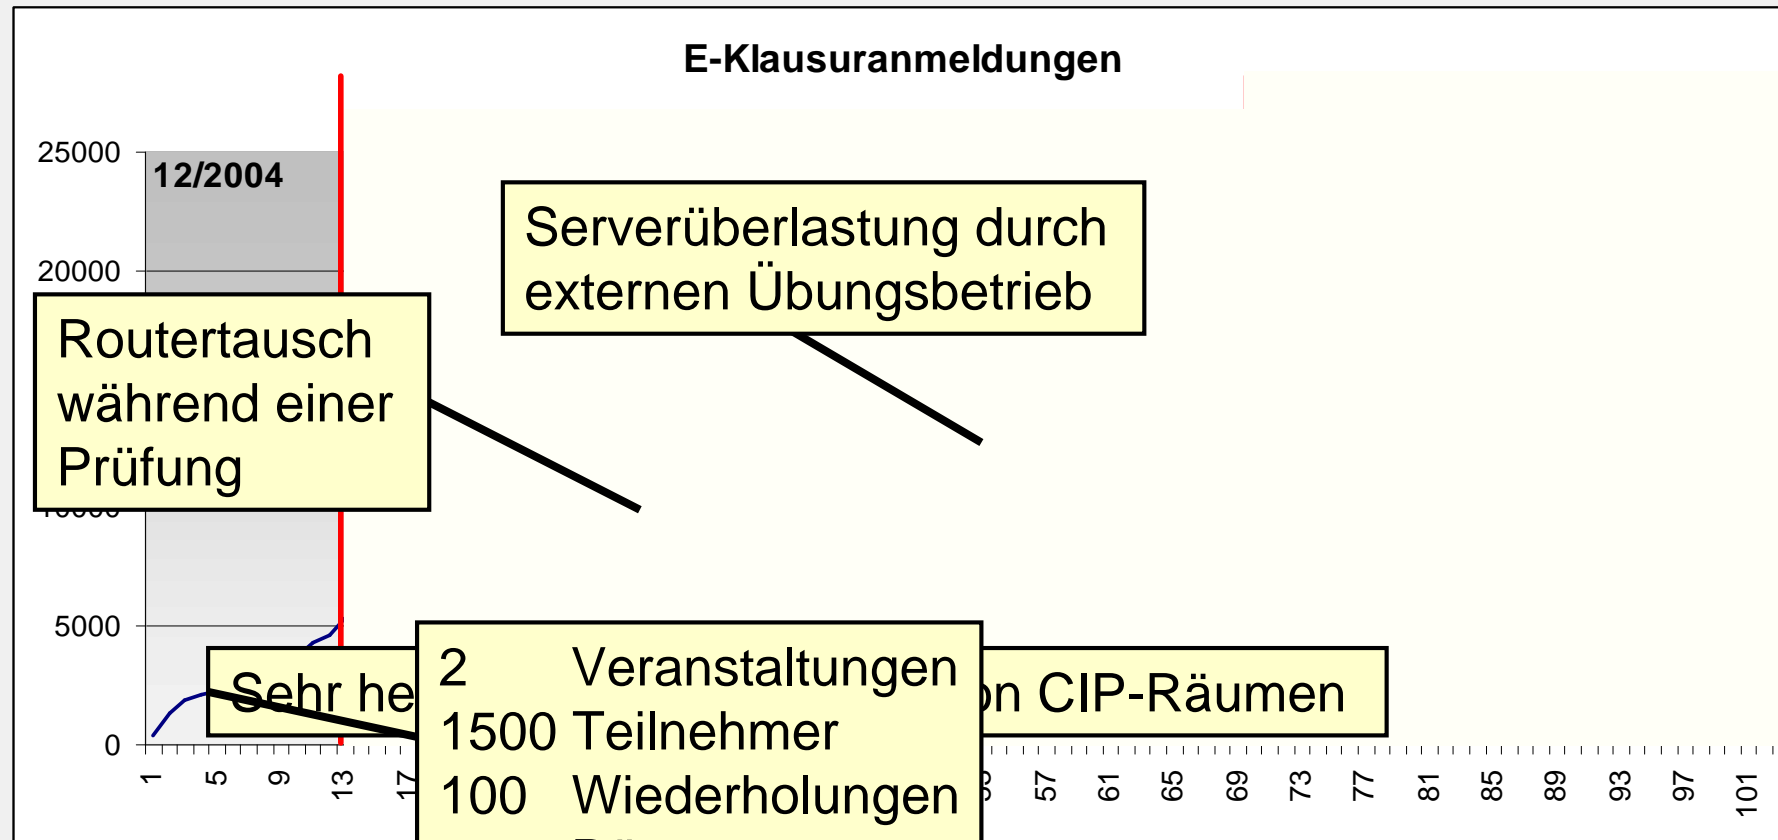 E-Klausuranmeldungen
25000
12/2004
20000
Serverüberlastung durch
externen Übungsbetrieb
Routertausch
während einer
Prüfung
5000
0
Sehr
CIP-Räumen
2 Veranstaltungen
1500 Teilnehmer
100 Wiederholungen
1 5 9 13 17 57 61 65 69 73 77 81 85 89 93 97 101